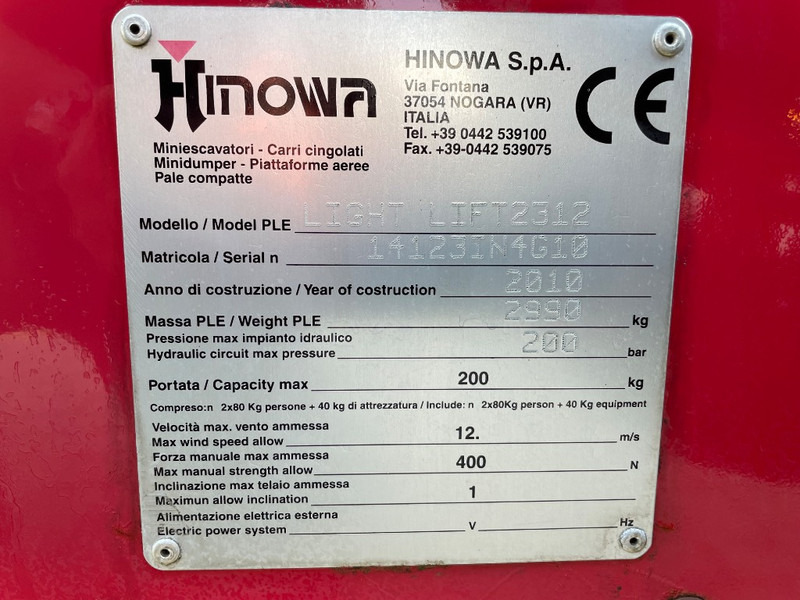 HINOWA
Miniescavatori - Carri cingolati
Minidumper - Piattaforme aeree
Pale compatte
HINOWA S.p.A.
Via Fontana
37054 NOGARA (VR)
ITALIA
Tel. +39 0442 539100
Fax. +39-0442 539075
CE
Modello / Model PLE LIGHT LIFT2312
Matricola / Serial n 14123IN4G10
Anno di costruzione / Year of costruction 2010
Massa PLE / Weight PLE 2990 kg
Pressione max impianto idraulico
Hydraulic circuit max pressure 200 bar
Portata / Capacity max 200 kg
Compreso:n 2x80 Kg persone + 40 kg di attrezzatura / Include: n 2x80Kg person + 40 Kg equipment
Velocità max. vento ammessa
Max wind speed allow 12. m/s
Forza manuale max ammessa
Max manual strength allow 400 N
Inclinazione max telaio ammessa
Maximun allow inclination 1
Alimentazione elettrica esterna
Electric power system V Hz